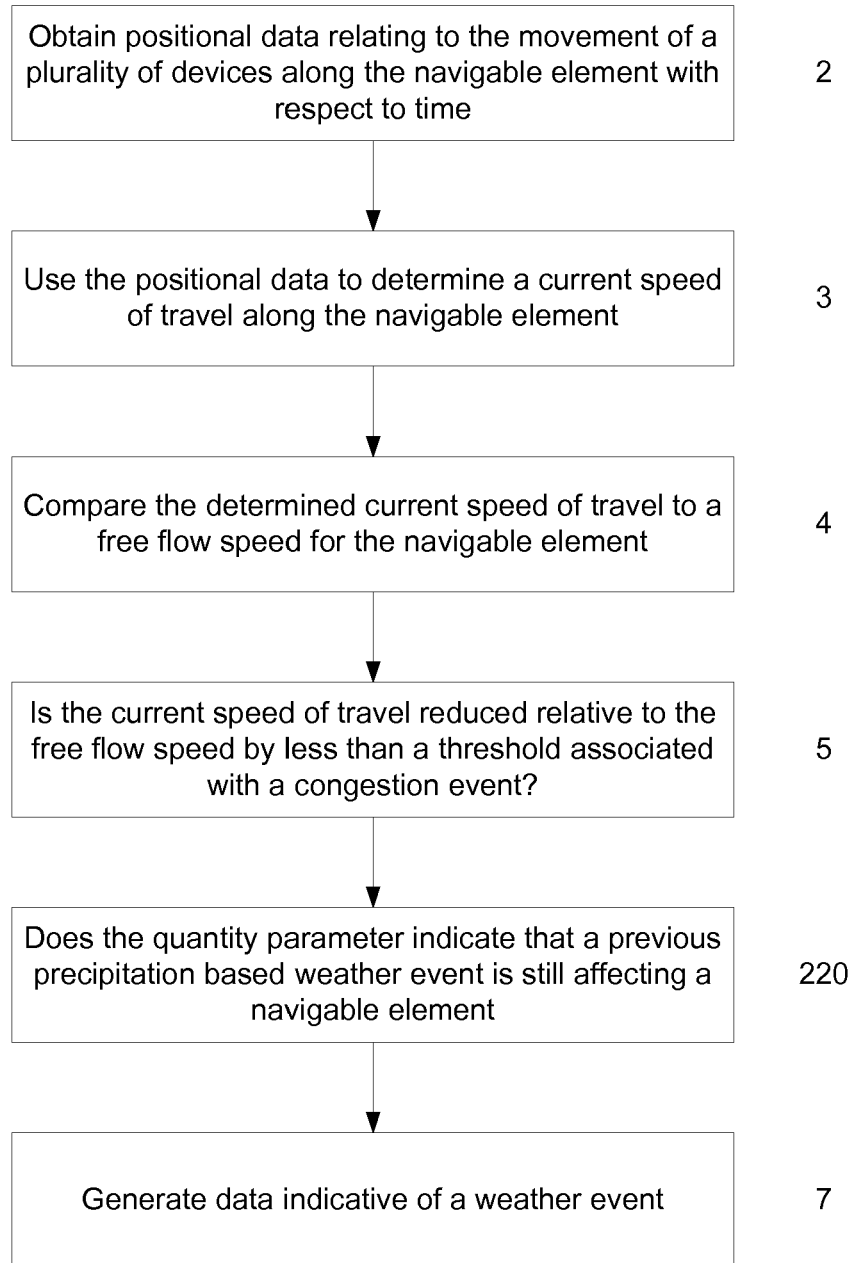 Obtain positional data relating to the movement of a
plurality of devices along the navigable element with
respect to time
2
Use the positional data to determine a current speed
of travel along the navigable element
3
Compare the determined current speed of travel to a
free flow speed for the navigable element
4
Is the current speed of travel reduced relative to the
free flow speed by less than a threshold associated
with a congestion event?
5
Does the quantity parameter indicate that a previous
precipitation based weather event is still affecting a
navigable element
220
Generate data indicative of a weather event
7